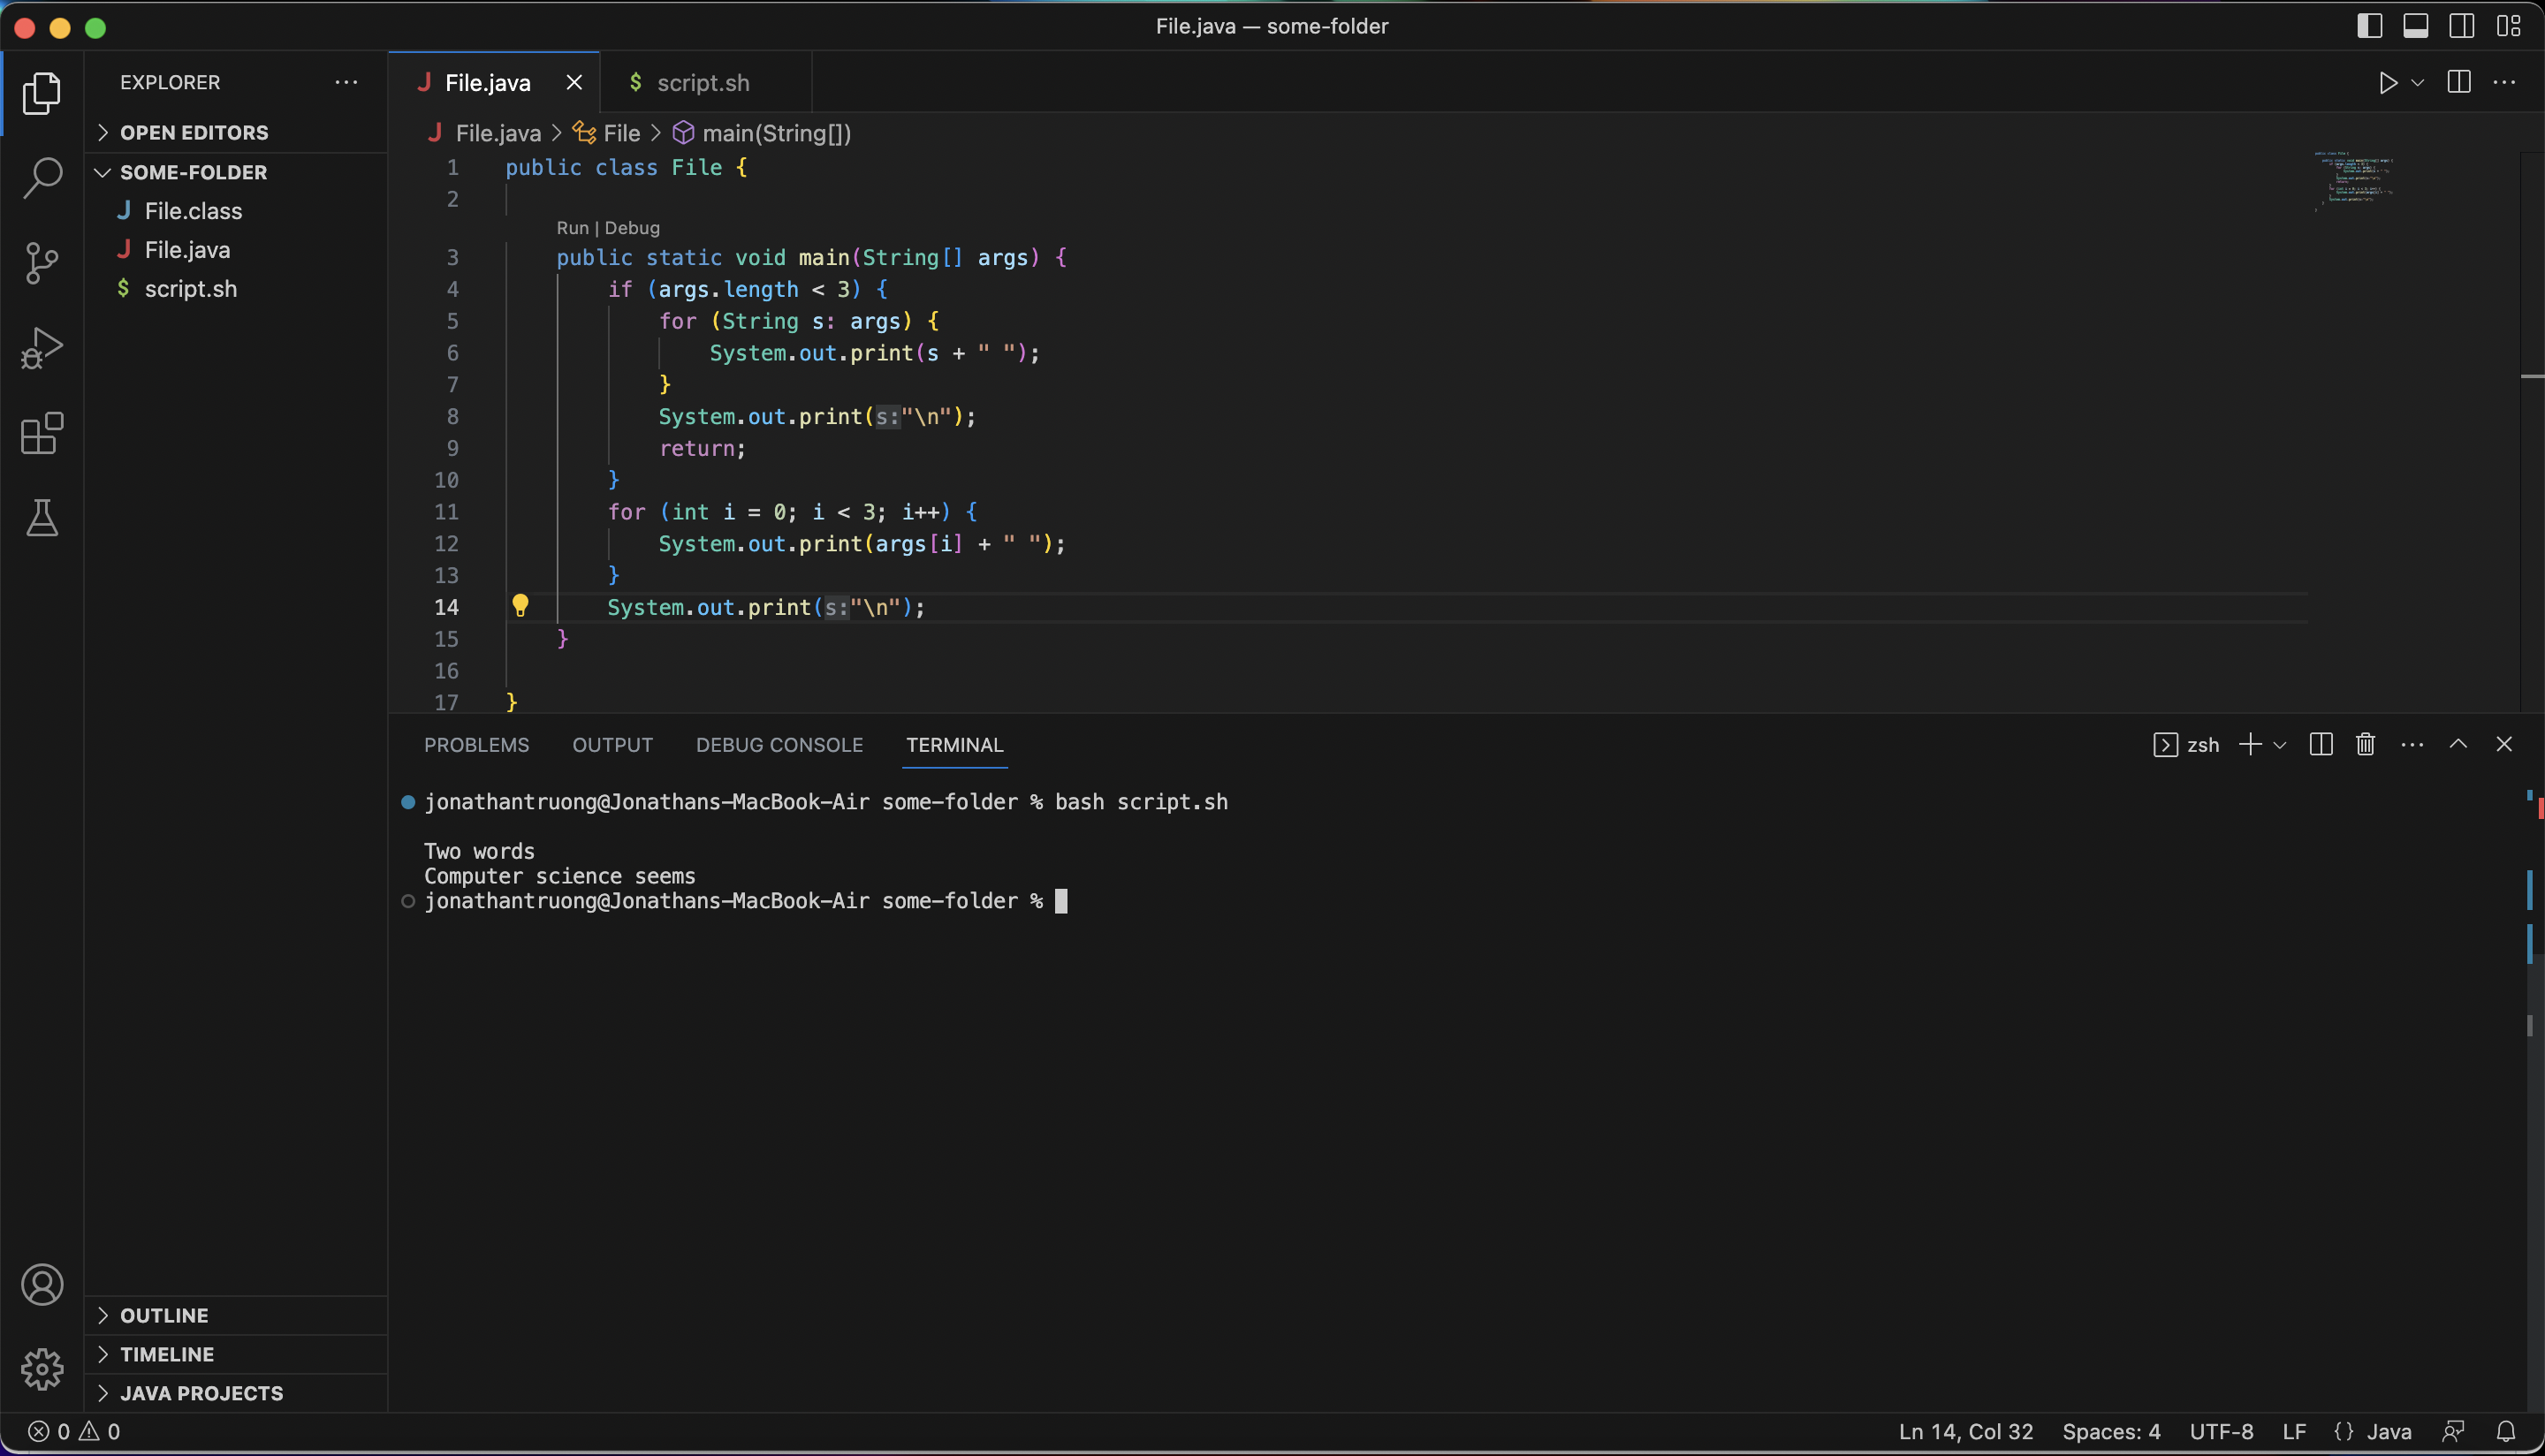 File.java — some-folder
EXPLORER
OPEN EDITORS
SOME-FOLDER
File.class
File.java
script.sh
OUTLINE
TIMELINE
JAVA PROJECTS
File.java
script.sh
File.java > File > main(String[])
1 public class File {
2
Run | Debug
3 public static void main(String[] args) {
4 if (args.length < 3) {
5 for (String s: args) {
6 System.out.print(s + " ");
7 }
8 System.out.print(s:"\n");
9 return;
10 }
11 for (int i = 0; i < 3; i++) {
12 System.out.print(args[i] + " ");
13 }
14 System.out.print(s:"\n");
15 }
16
17 }
PROBLEMS OUTPUT DEBUG CONSOLE TERMINAL
zsh
jonathantruong@Jonathans-MacBook-Air some-folder % bash script.sh
Two words
Computer science seems
jonathantruong@Jonathans-MacBook-Air some-folder %
0 0
Ln 14, Col 32 Spaces: 4 UTF-8 LF {} Java